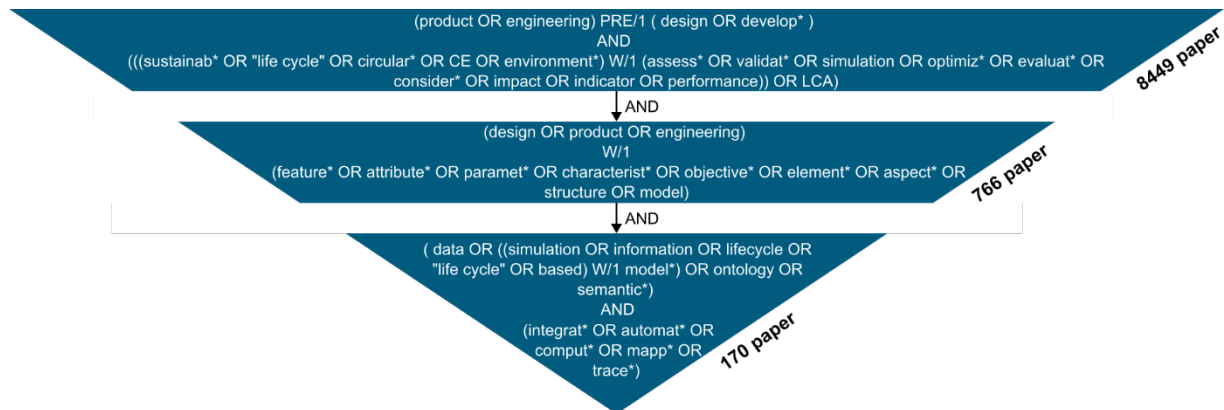 (product OR engineering) PRE/1 ( design OR develop* )
AND
(((sustainab* OR "life cycle" OR circular* OR CE OR environment*) W/1 (assess* OR validat* OR simulation OR optimiz* OR evaluat* OR
consider* OR impact OR indicator OR performance)) OR LCA)
8449 paper
AND
(design OR product OR engineering)
W/1
(feature* OR attribute* OR paramet* OR characterist* OR objective* OR element* OR aspect* OR
structure OR model)
766 paper
AND
( data OR ((simulation OR information OR lifecycle OR
"life cycle" OR based) W/1 model*) OR ontology OR
semantic*)
AND
(integrat* OR automat* OR
comput* OR mapp* OR
trace*)
170 paper